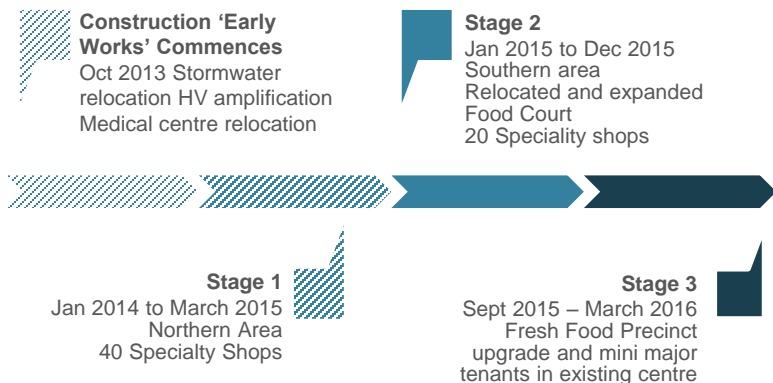 Construction ‘Early
Works’ Commences
Oct 2013 Stormwater
relocation HV amplification
Medical centre relocation
Stage 2
Jan 2015 to Dec 2015
Southern area
Relocated and expanded
Food Court
20 Speciality shops
Stage 1
Jan 2014 to March 2015
Northern Area
40 Specialty Shops
Stage 3
Sept 2015 – March 2016
Fresh Food Precinct
upgrade and mini major
tenants in existing centre